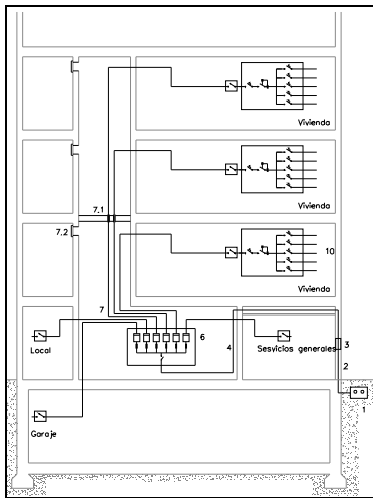 Vivienda
7.1
Vivienda
7.2
10
Vivienda
7
6
4
3
Local
Sesvicios generales
2
1
Garaje